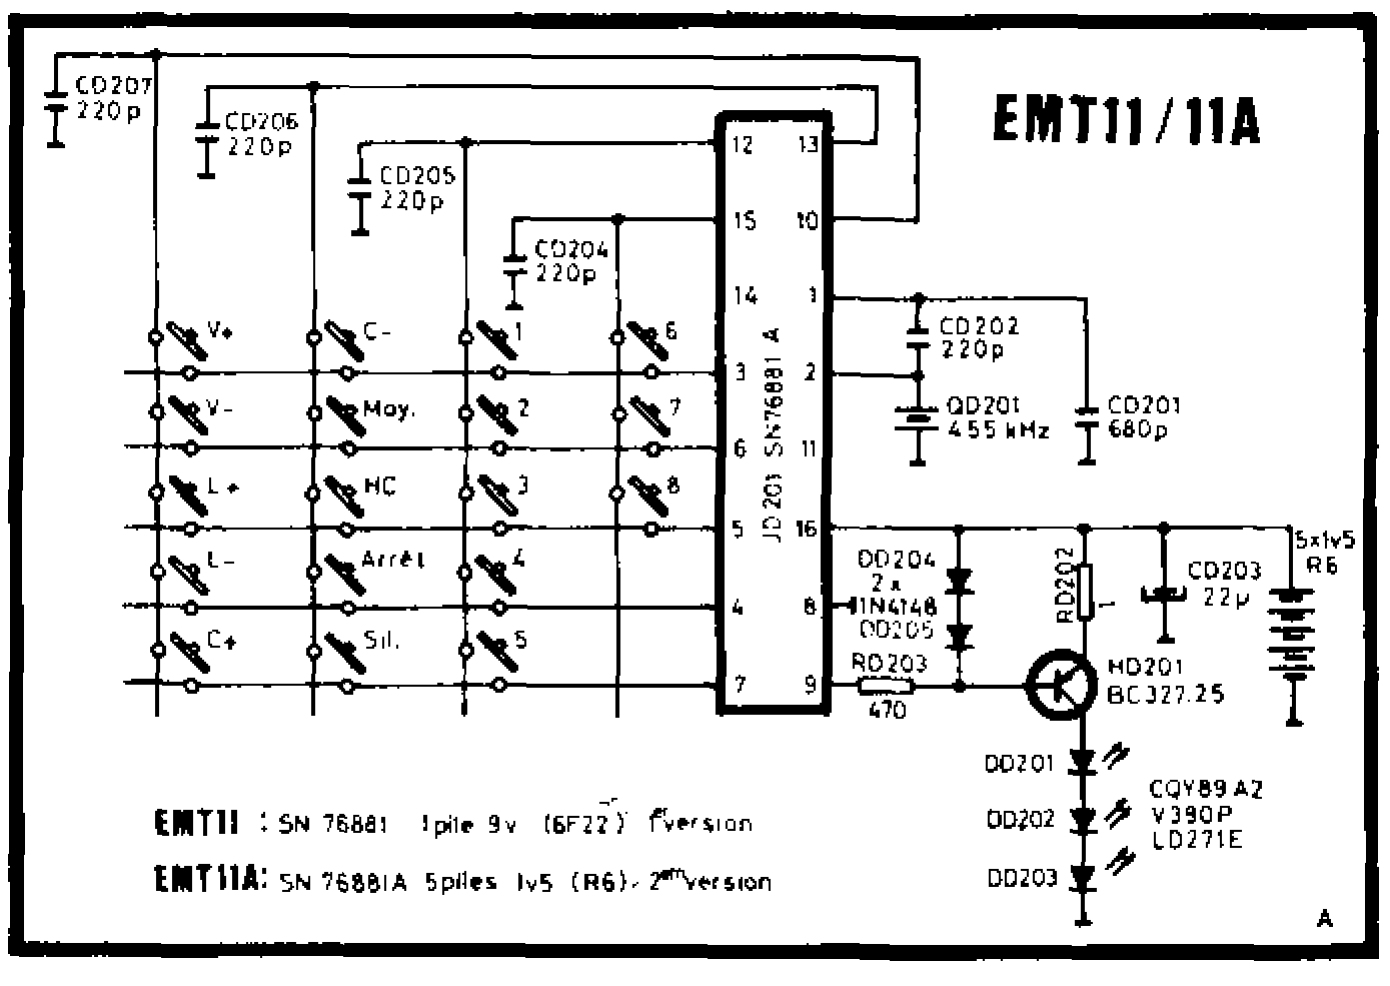 CD207
220p
CD206
220p
EMT11/11A
CD205
220p
12 13
15 10
CD204
220p
14 1
CD202
220p
V+ C- 1 6
3 2
QD201
455 kHz
CD201
680p
V- Moy. 2 7
6 11
JD201 SN76881 A
L+ HC 3 8
5 16
5x1v5
R6
DD204
2x
1N4148
DD205
RD202
1
CD203
22µ
L- Arrêt 4
4 8
C+ Sil. 5
7 9
RD203
470
HD201
BC327.25
DD201
DD202
DD203
CQY89A2
V390P
LD271E
EMT11 : SN 76881 1pile 9v (6F22) version
EMT11A: SN 76881A 5piles 1v5 (R6). version
A